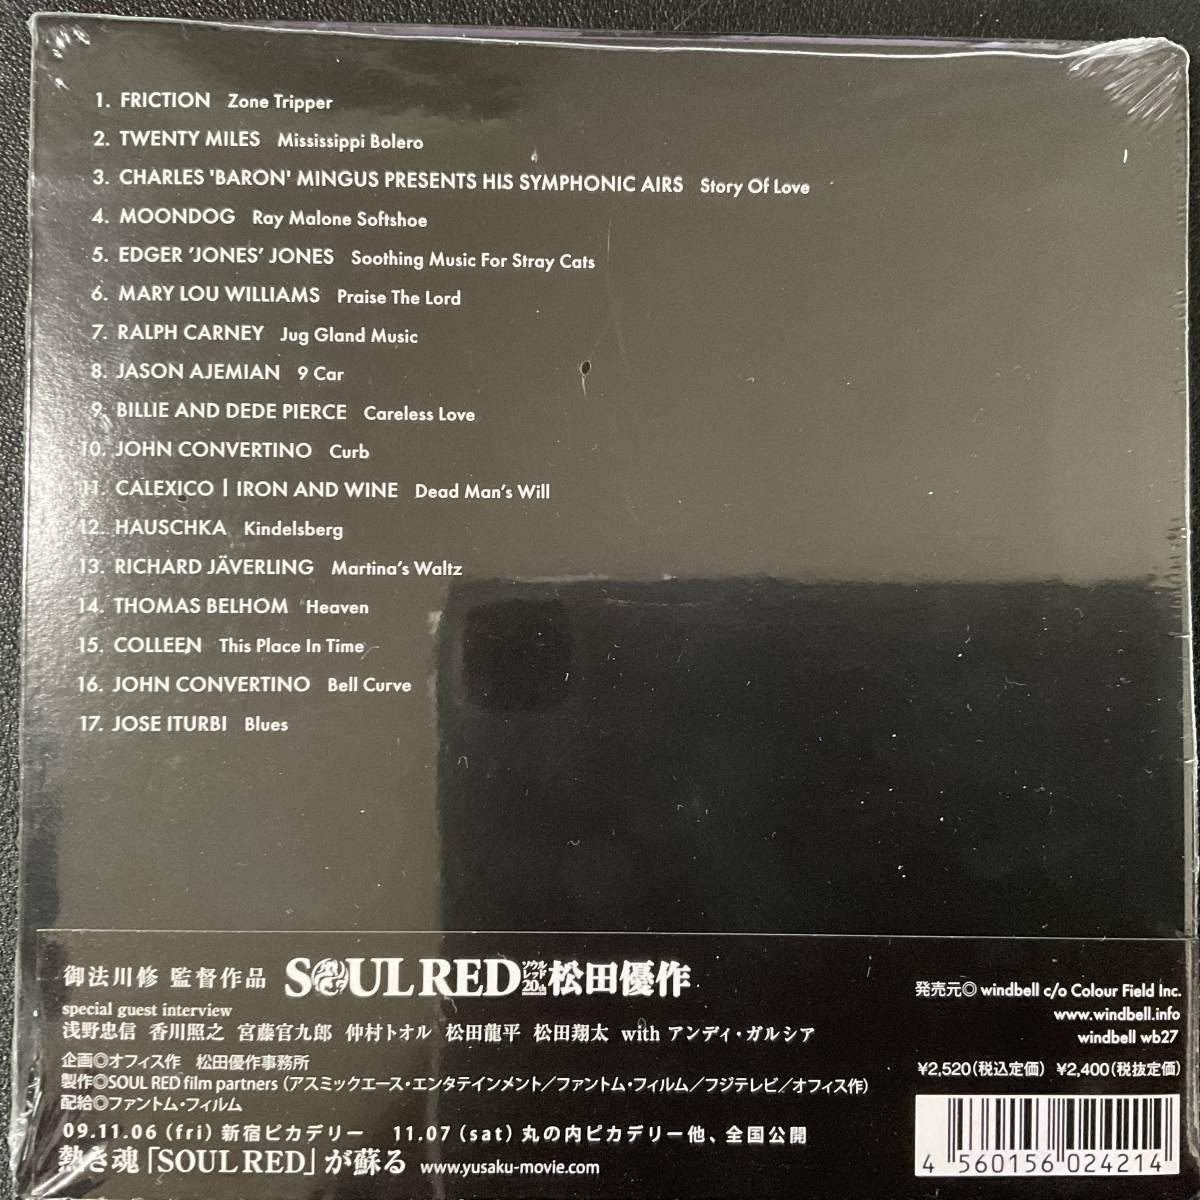 1. FRICTION Zone Tripper
2. TWENTY MILES Mississippi Bolero
3. CHARLES 'BARON' MINGUS PRESENTS HIS SYMPHONIC AIRS Story Of Love
4. MOONDOG Ray Malone Softshoe
5. EDGER 'JONES' JONES Soothing Music For Stray Cats
6. MARY LOU WILLIAMS Praise The Lord
7. RALPH CARNEY Jug Gland Music
8. JASON AJEMIAN 9 Car
9. BILLIE AND DEDE PIERCE Careless Love
10. JOHN CONVERTINO Curb
11. CALEXICO | IRON AND WINE Dead Man's Will
12. HAUSCHKA Kindelsberg
13. RICHARD JÄVERLING Martina's Waltz
14. THOMAS BELHOM Heaven
15. COLLEEN This Place In Time
16. JOHN CONVERTINO Bell Curve
17. JOSE ITURBI Blues
御法川修 監督作品 SOUL RED ソウルレッド 20th 松田優作
special guest interview
浅野忠信 香川照之 宮藤官九郎 仲村トオル 松田龍平 松田翔太 with アンディ・ガルシア
企画◎オフィス作 松田優作事務所
製作◎SOUL RED film partners（アスミックエース・エンタテインメント／ファントム・フィルム／フジテレビ／オフィス作）
配給◎ファントム・フィルム
09.11.06（fri）新宿ピカデリー 11.07（sat）丸の内ピカデリー他、全国公開
熱き魂「SOUL RED」が蘇る www.yusaku-movie.com
発売元◎ windbell c/o Colour Field Inc.
www.windbell.info
windbell wb27
¥2,520（税込定価） ¥2,400（税抜定価）
4 560156 024214